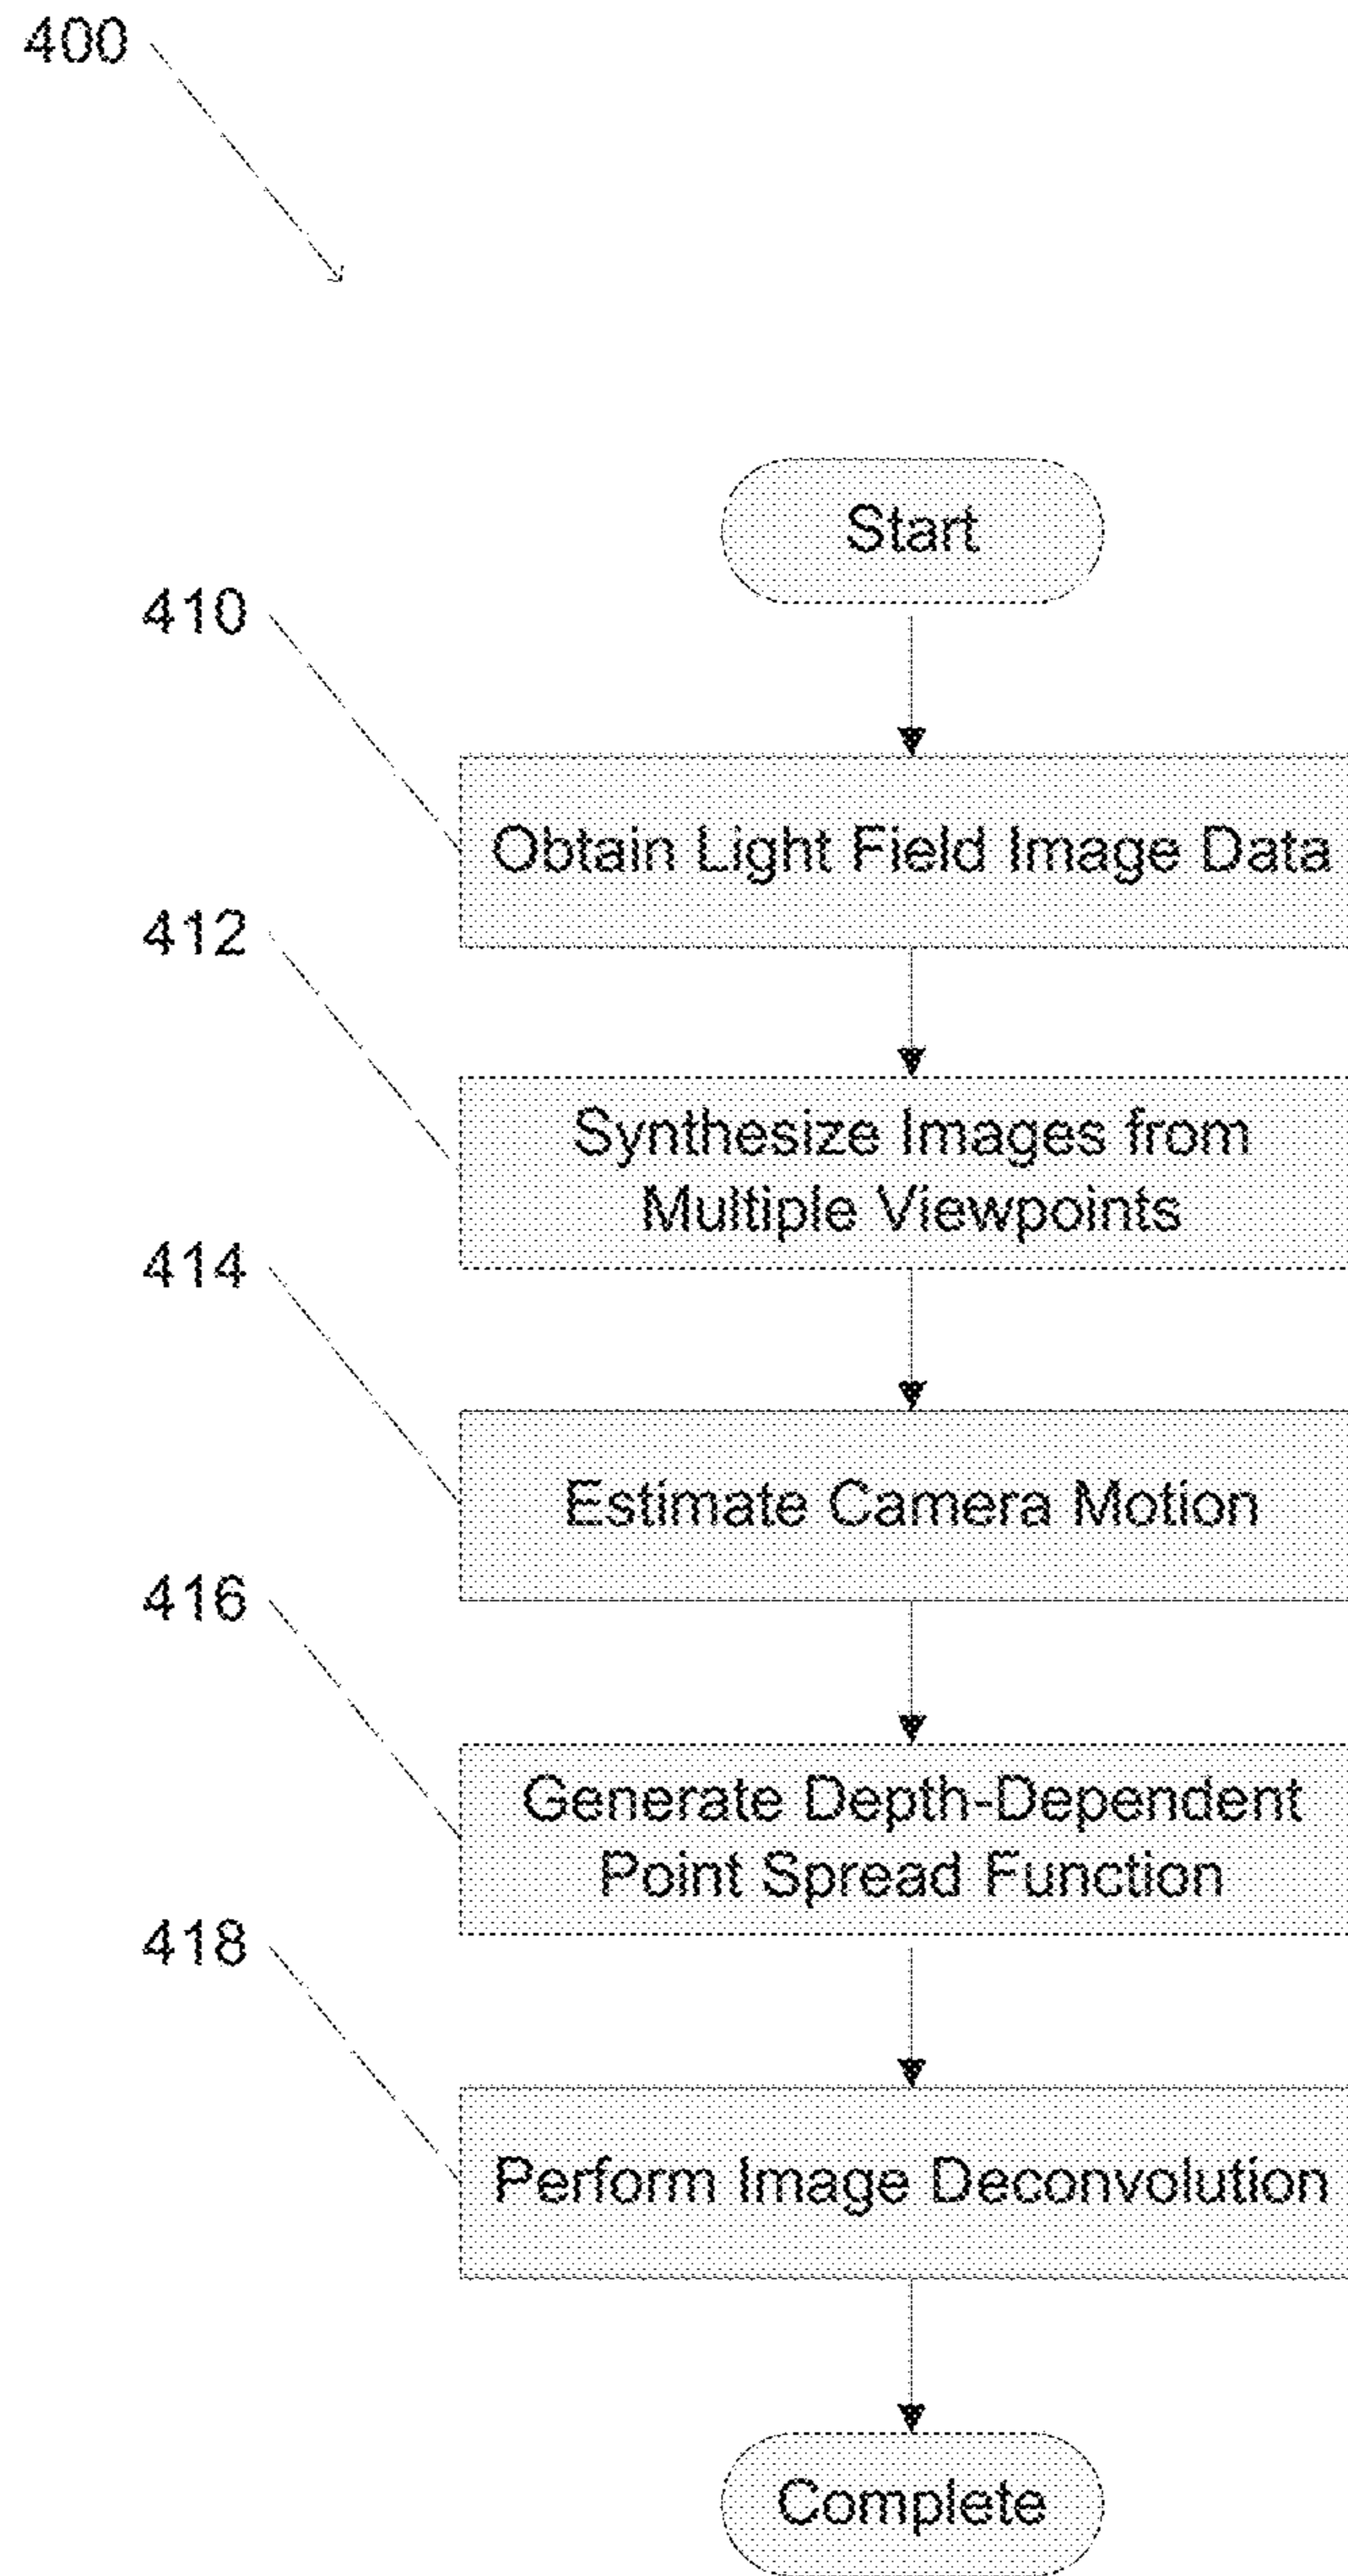 400
Start
410
Obtain Light Field Image Data
412
Synthesize Images from
Multiple Viewpoints
414
Estimate Camera Motion
416
Generate Depth-Dependent
Point Spread Function
418
Perform Image Deconvolution
Complete